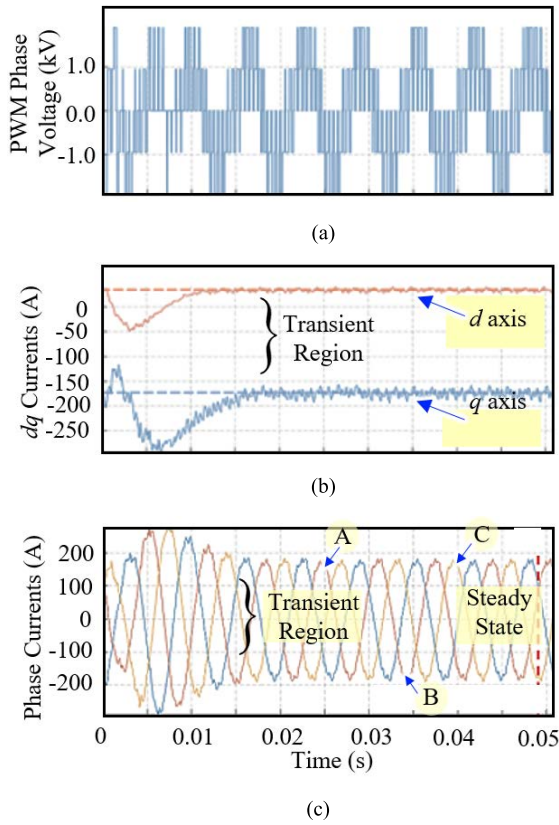 PWM Phase
Voltage (kV)
1.0
0.0
-1.0
(a)
dq Currents (A)
0
-50
-100
-150
-200
-250
Transient
Region
d axis
q axis
(b)
Phase Currents (A)
200
100
0
-100
-200
A
C
Transient
Region
Steady
State
B
0
0.01
0.02
0.03
0.04
0.05
Time (s)
(c)